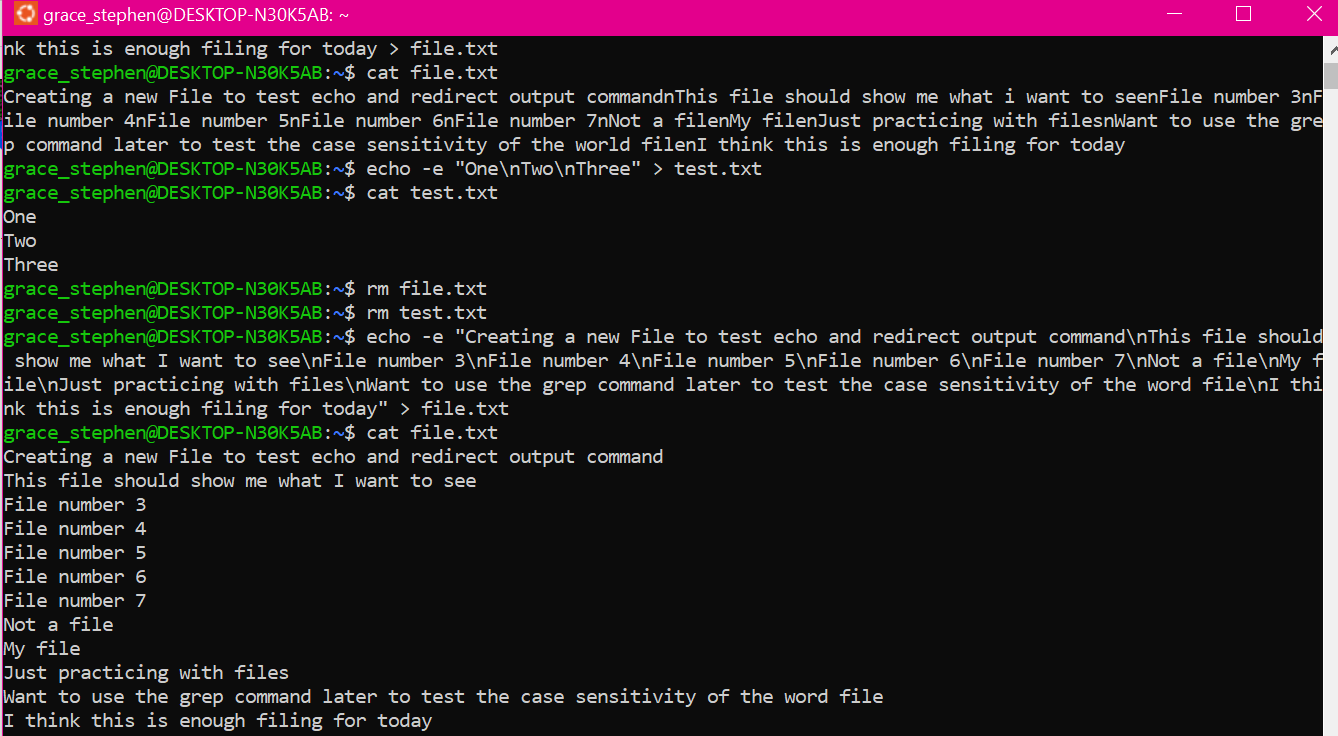 grace_stephen@DESKTOP-N30K5AB: ~
nk this is enough filing for today > file.txt
grace_stephen@DESKTOP-N30K5AB:~$ cat file.txt
Creating a new File to test echo and redirect output commandnThis file should show me what i want to seenFile number 3nF
ile number 4nFile number 5nFile number 6nFile number 7nNot a filenMy filenJust practicing with filesnWant to use the gre
p command later to test the case sensitivity of the world filenI think this is enough filing for today
grace_stephen@DESKTOP-N30K5AB:~$ echo -e "One\nTwo\nThree" > test.txt
grace_stephen@DESKTOP-N30K5AB:~$ cat test.txt
One
Two
Three
grace_stephen@DESKTOP-N30K5AB:~$ rm file.txt
grace_stephen@DESKTOP-N30K5AB:~$ rm test.txt
grace_stephen@DESKTOP-N30K5AB:~$ echo -e "Creating a new File to test echo and redirect output command\nThis file should
 show me what I want to see\nFile number 3\nFile number 4\nFile number 5\nFile number 6\nFile number 7\nNot a file\nMy f
ile\nJust practicing with files\nWant to use the grep command later to test the case sensitivity of the word file\nI thi
nk this is enough filing for today" > file.txt
grace_stephen@DESKTOP-N30K5AB:~$ cat file.txt
Creating a new File to test echo and redirect output command
This file should show me what I want to see
File number 3
File number 4
File number 5
File number 6
File number 7
Not a file
My file
Just practicing with files
Want to use the grep command later to test the case sensitivity of the word file
I think this is enough filing for today